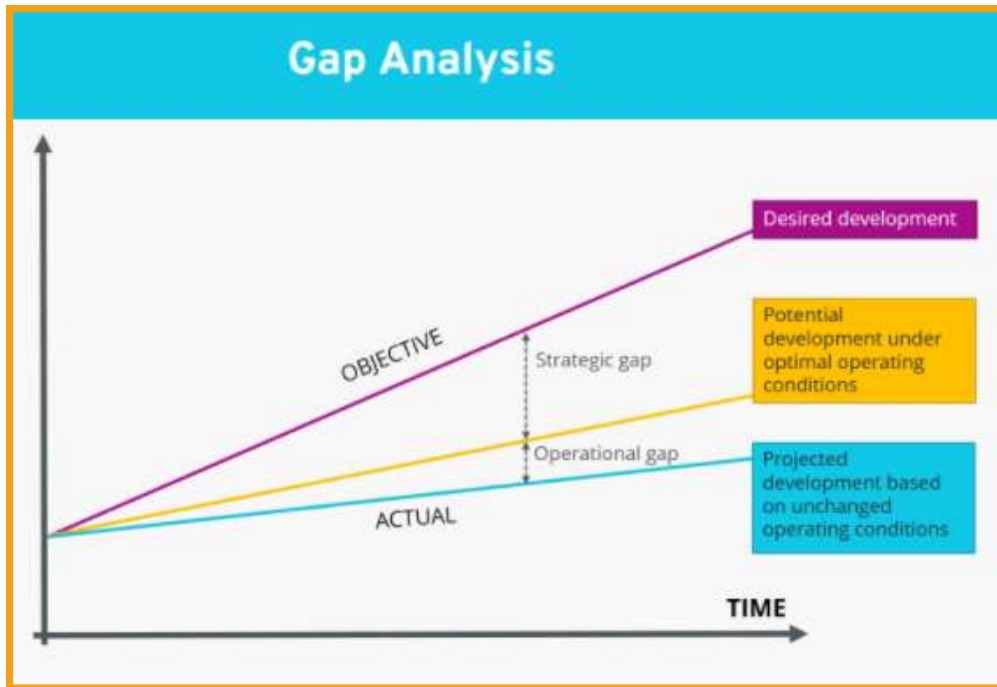 Gap Analysis
Desired development
Potential
development under
optimal operating
conditions
OBJECTIVE
Strategic gap
Operational gap
Projected
development based
on unchanged
operating conditions
ACTUAL
TIME